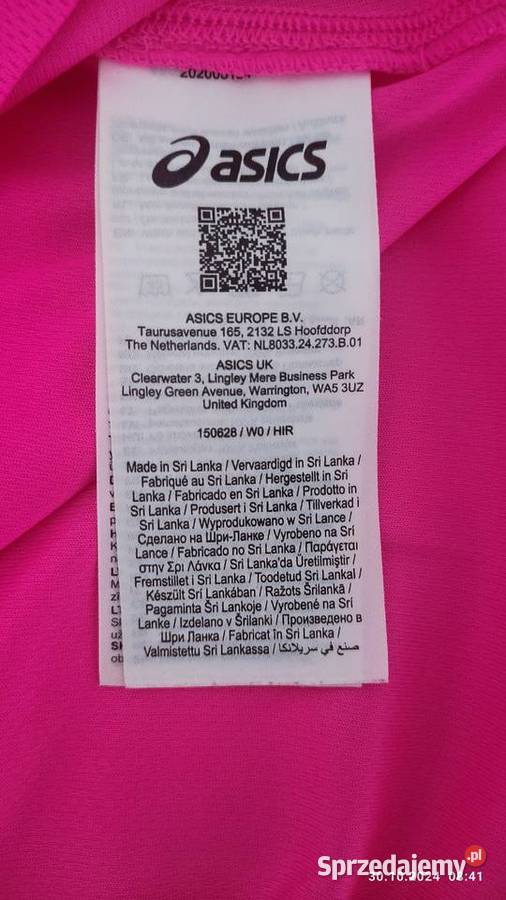 asics
ASICS EUROPE B.V.
Taurusavenue 165, 2132 LS Hoofddorp
The Netherlands. VAT: NL8033.24.273.B.01
ASICS UK
Clearwater 3, Lingley Mere Business Park
Lingley Green Avenue, Warrington, WA5 3UZ
United Kingdom
150628 / W0 / HIR
Made in Sri Lanka / Vervaardigd in Sri Lanka /
Fabriqué au Sri Lanka / Hergestellt in Sri
Lanka / Fabricado en Sri Lanka / Prodotto in
Sri Lanka / Produsert i Sri Lanka / Tillverkad i
Sri Lanka / Wyprodukowano w Sri Lance /
Сделано на Шри-Ланке / Vyrobeno na Srí
Lance / Fabricado no Sri Lanka / Παράγεται
στην Σρι Λάνκα / Sri Lanka'da Üretilmiştir /
Fremstillet i Sri Lanka / Toodetud Sri Lankal /
Készült Sri Lankában / Ražots Šrilankā /
Pagaminta Šri Lankoje / Vyrobené na Srí
Lanke / Izdelano v Šrilanki / Произведено в
Шри Ланка / Fabricat în Sri Lanka /
Valmistettu Sri Lankassa / صنع في سريلانكا
Sprzedajemy.pl
30.10.2024 08:41